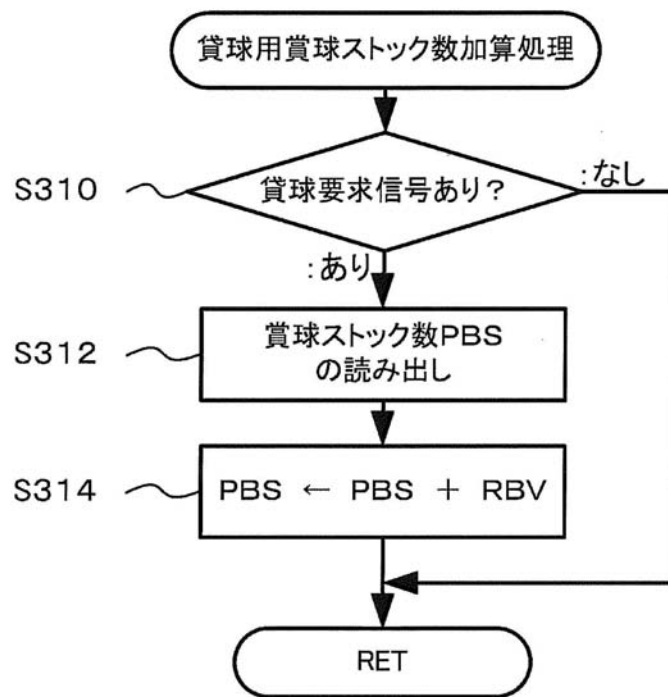 貸球用賞球ストック数加算処理
S310
貸球要求信号あり?
:なし
:あり
S312
賞球ストック数PBS
の読み出し
S314
PBS ← PBS + RBV
RET